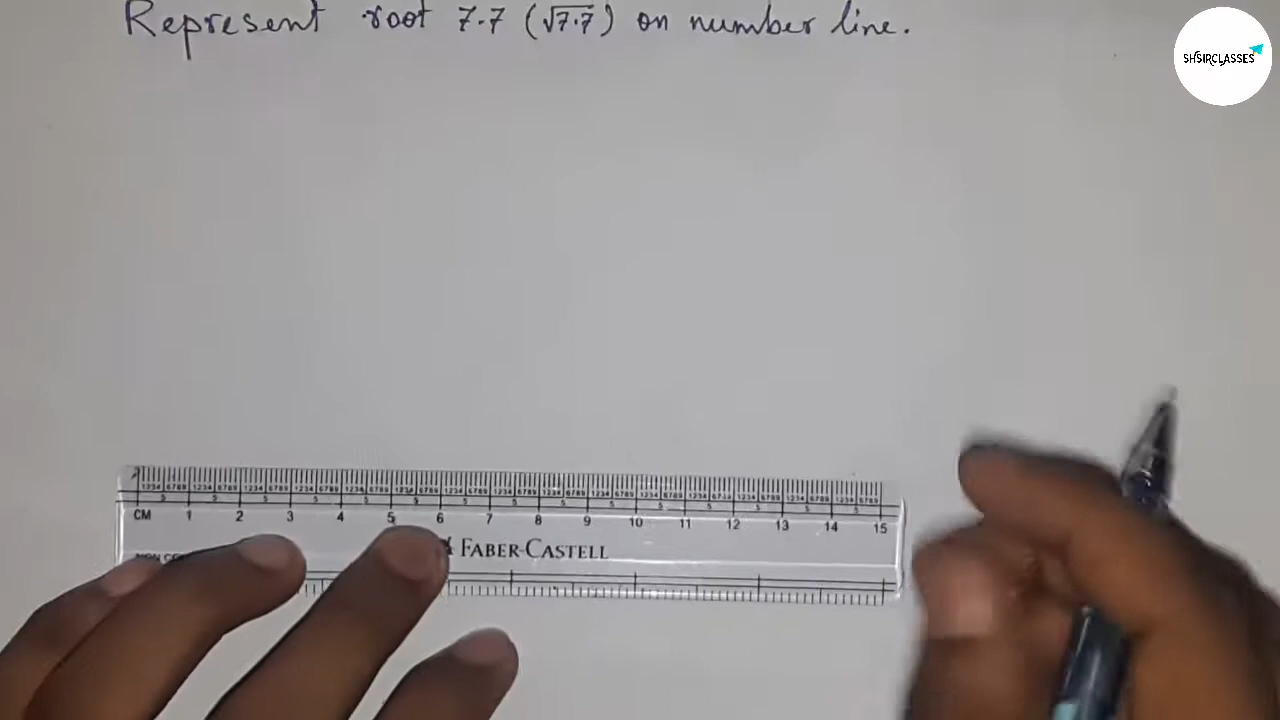 Represent root 7.7 (√7.7) on number line.
SHSIRCLASSES
CM 1 2 3 4 5 6 7 8 9 10 11 12 13 14 15
FABER-CASTELL